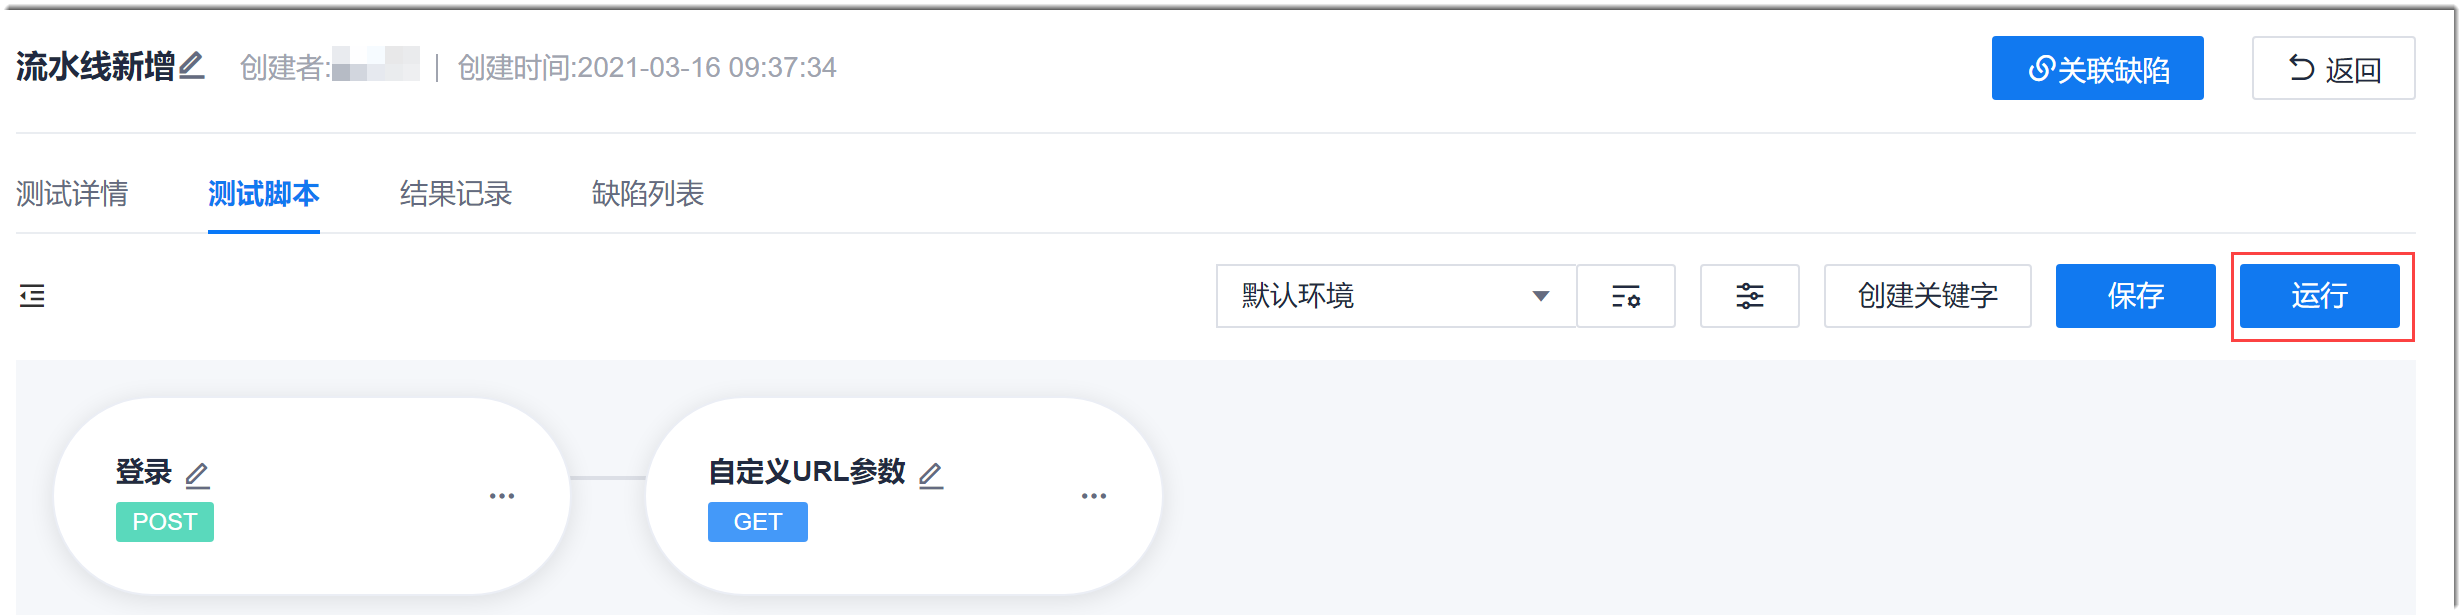 流水线新增 创建者: | 创建时间:2021-03-16 09:37:34 关联缺陷 返回
测试详情 测试脚本 结果记录 缺陷列表
默认环境 创建关键字 保存 运行
登录 自定义URL参数
POST GET